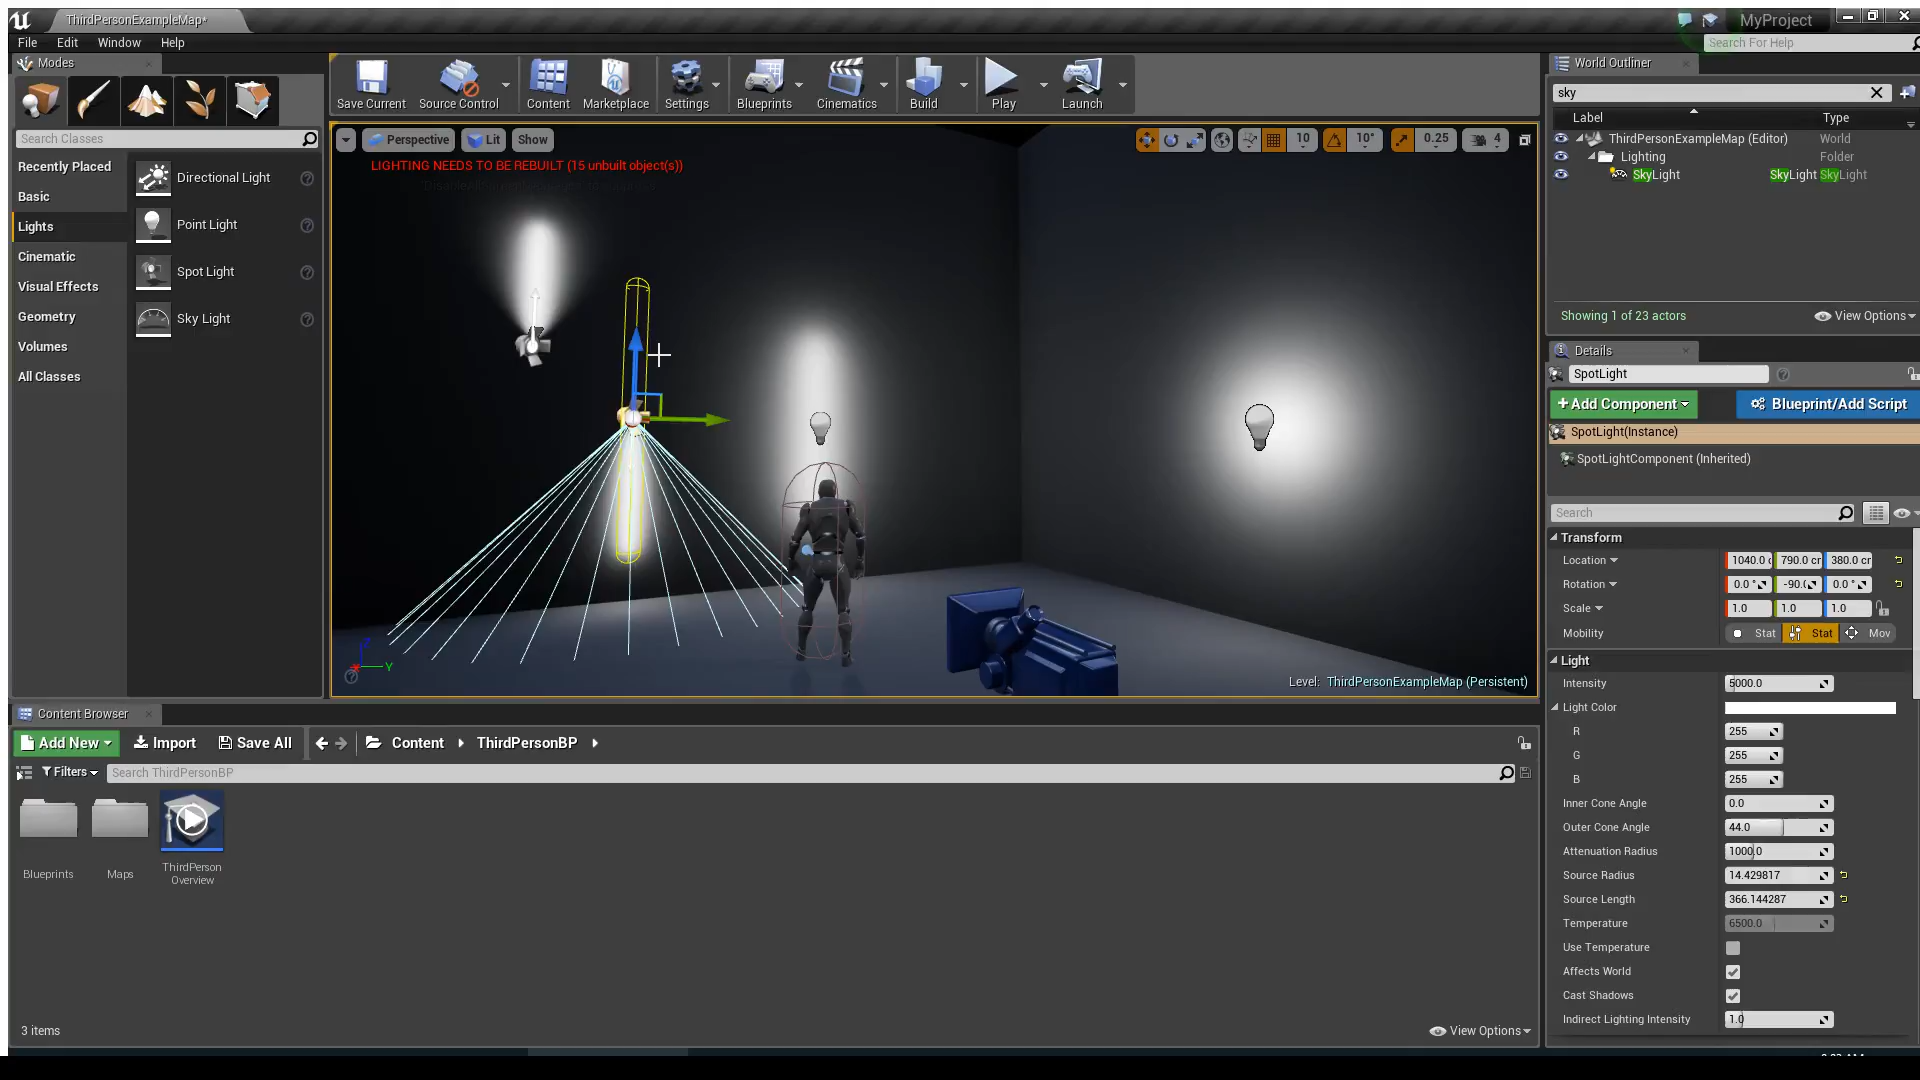 ThirdPersonExampleMap*
MyProject
File Edit Window Help
Search For Help
Modes
Search Classes
Recently Placed
Basic
Lights
Cinematic
Visual Effects
Geometry
Volumes
All Classes
Directional Light
Point Light
Spot Light
Sky Light
Save Current Source Control Content Marketplace Settings Blueprints Cinematics Build Play Launch
Perspective Lit Show
10 10° 0.25 4
LIGHTING NEEDS TO BE REBUILT (15 unbuilt object(s))
Z
Y
Level: ThirdPersonExampleMap (Persistent)
World Outliner
sky
Label Type
ThirdPersonExampleMap (Editor) World
Lighting Folder
SkyLight SkyLight SkyLight
Showing 1 of 23 actors View Options
Details
SpotLight
+Add Component Blueprint/Add Script
SpotLight(Instance)
SpotLightComponent (Inherited)
Search
Transform
Location 1040.0 790.0 cr 380.0 cr
Rotation 0.0 ° -90. 0.0 °
Scale 1.0 1.0 1.0
Mobility Stat Stat Mov
Light
Intensity 5000.0
Light Color
R 255
G 255
B 255
Inner Cone Angle 0.0
Outer Cone Angle 44.0
Attenuation Radius 1000.0
Source Radius 14.429817
Source Length 366.144287
Temperature 6500.0
Use Temperature
Affects World
Cast Shadows
Indirect Lighting Intensity 1.0
Content Browser
Add New Import Save All Content ThirdPersonBP
Filters Search ThirdPersonBP
Blueprints
Maps
ThirdPerson
Overview
3 items View Options